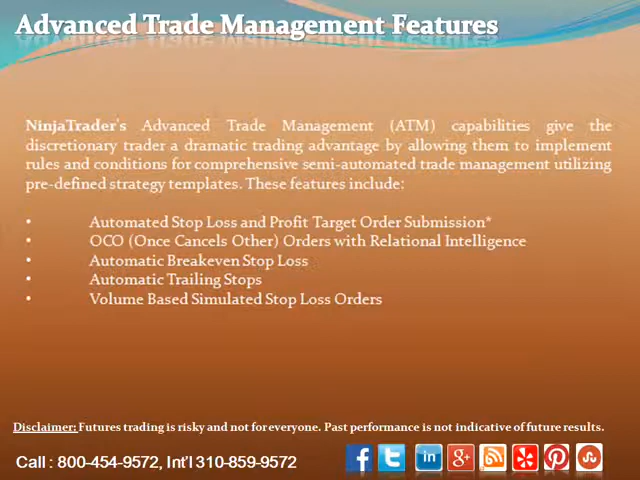 Advanced Trade Management Features
NinjaTrader's Advanced Trade Management (ATM) capabilities give the
discretionary trader a dramatic trading advantage by allowing them to implement
rules and conditions for comprehensive semi-automated trade management utilizing
pre-defined strategy templates. These features include:
• Automated Stop Loss and Profit Target Order Submission*
• OCO (Once Cancels Other) Orders with Relational Intelligence
• Automatic Breakeven Stop Loss
• Automatic Trailing Stops
• Volume Based Simulated Stop Loss Orders
Disclaimer: Futures trading is risky and not for everyone. Past performance is not indicative of future results.
Call : 800-454-9572, Int'l 310-859-9572